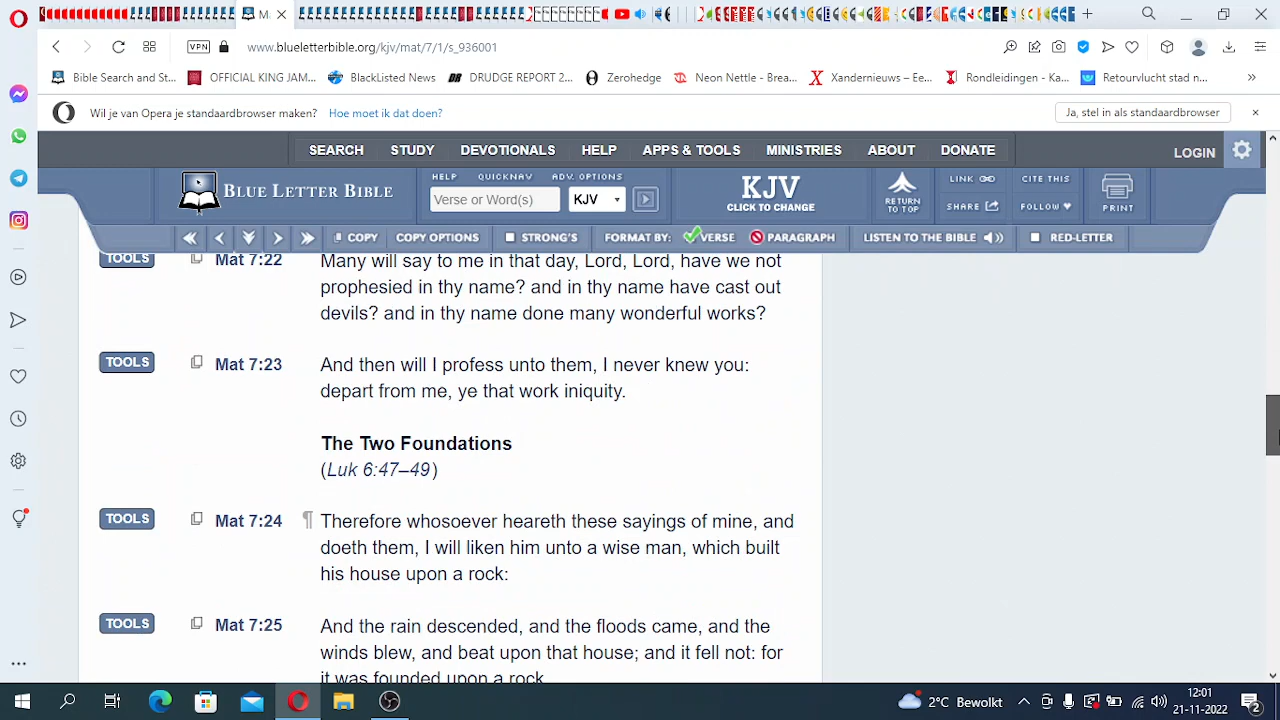 M
VPN www.blueletterbible.org/kjv/mat/7/1/s_936001
Bible Search and St... OFFICIAL KING JAM... BlackListed News DRUDGE REPORT 2... Zerohedge Neon Nettle - Brea... Xandernieuws – Ee... Rondleidingen - Ka... Retourvlucht stad n... »
Wil je van Opera je standaardbrowser maken? Hoe moet ik dat doen? Ja, stel in als standaardbrowser
SEARCH STUDY DEVOTIONALS HELP APPS & TOOLS MINISTRIES ABOUT DONATE LOGIN
HELP QUICKNAV ADV. OPTIONS
BLUE LETTER BIBLE Verse or Word(s) KJV
KJV
CLICK TO CHANGE
RETURN
TO TOP
LINK CITE THIS
SHARE FOLLOW
PRINT
COPY COPY OPTIONS STRONG'S FORMAT BY: VERSE PARAGRAPH LISTEN TO THE BIBLE RED-LETTER
TOOLS Mat 7:22 Many will say to me in that day, Lord, Lord, have we not
prophesied in thy name? and in thy name have cast out
devils? and in thy name done many wonderful works?
TOOLS Mat 7:23 And then will I profess unto them, I never knew you:
depart from me, ye that work iniquity.
The Two Foundations
(Luk 6:47–49)
TOOLS Mat 7:24 ¶ Therefore whosoever heareth these sayings of mine, and
doeth them, I will liken him unto a wise man, which built
his house upon a rock:
TOOLS Mat 7:25 And the rain descended, and the floods came, and the
winds blew, and beat upon that house; and it fell not: for
it was founded upon a rock.
2°C Bewolkt
12:01
21-11-2022
2